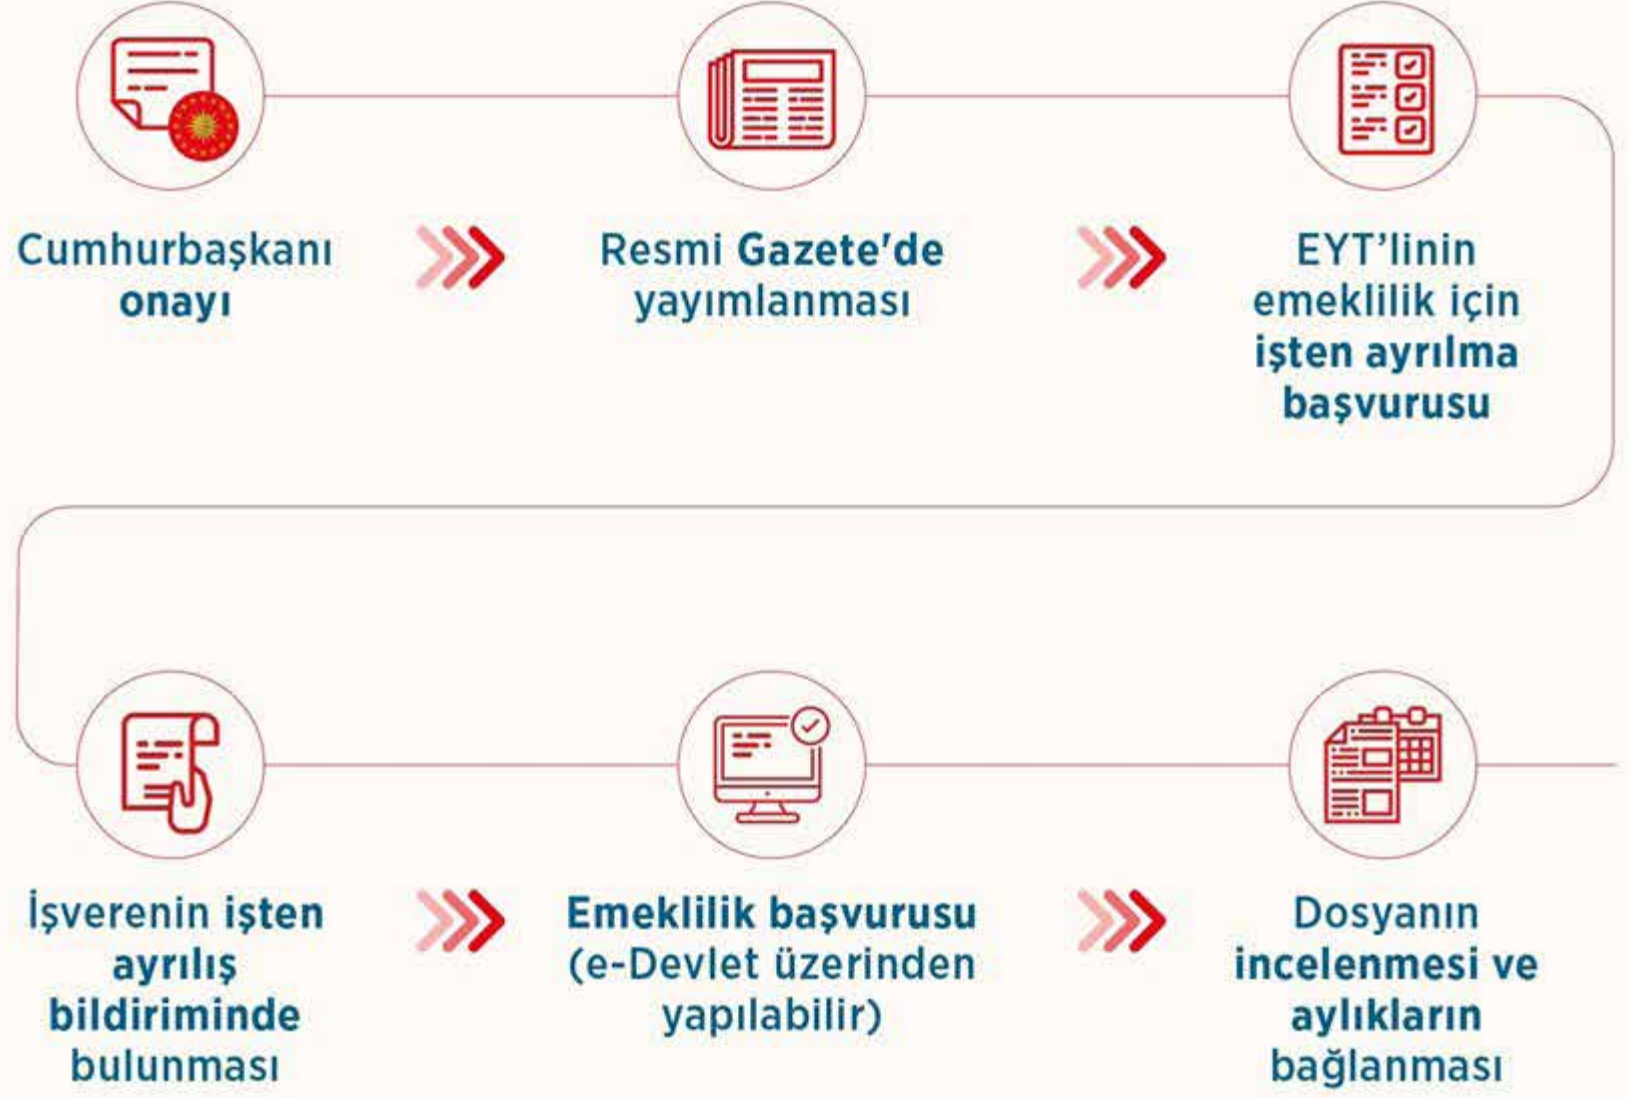 Cumhurbaşkanı
onayı
Resmi Gazete'de
yayımlanması
EYT’linin
emeklilik için
işten ayrılma
başvurusu
İşverenin işten
ayrılış
bildiriminde
bulunması
Emeklilik başvurusu
(e-Devlet üzerinden
yapılabilir)
Dosyanın
incelenmesi ve
aylıkların
bağlanması